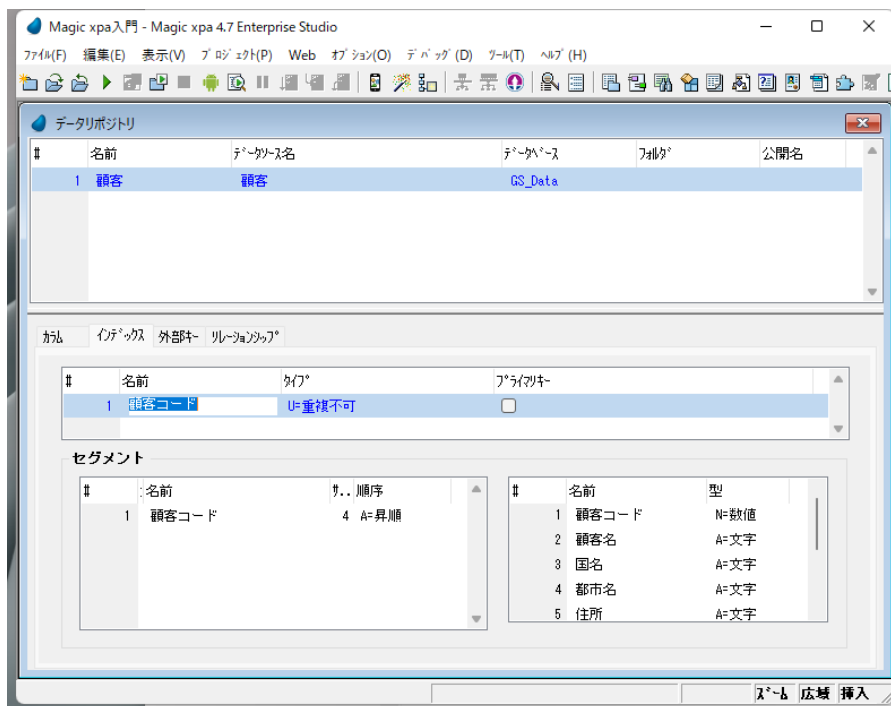 Magic xpa入門 - Magic xpa 4.7 Enterprise Studio
ﾌｧｲﾙ(F) 編集(E) 表示(V) ﾌﾟﾛｼﾞｪｸﾄ(P) Web ｵﾌﾟｼｮﾝ(O) ﾃﾞﾊﾞｯｸﾞ(D) ﾂｰﾙ(T) ﾍﾙﾌﾟ(H)
データリポジトリ
# 名前 ﾃﾞｰﾀｿｰｽ名 ﾃﾞｰﾀﾍﾞｰｽ ﾌｫﾙﾀﾞ 公開名
1 顧客 顧客 GS_Data
ｶﾗﾑ ｲﾝﾃﾞｯｸｽ 外部ｷｰ ﾘﾚｰｼｮﾝｼｯﾌﾟ
# 名前 ﾀｲﾌﾟ ﾌﾟﾗｲﾏﾘｷｰ
1 顧客コード U=重複不可
セグメント
# 名前 ｻ.. 順序
1 顧客コード 4 A=昇順
# 名前 型
1 顧客コード N=数値
2 顧客名 A=文字
3 国名 A=文字
4 都市名 A=文字
5 住所 A=文字
ｽﾞｰﾑ 広域 挿入